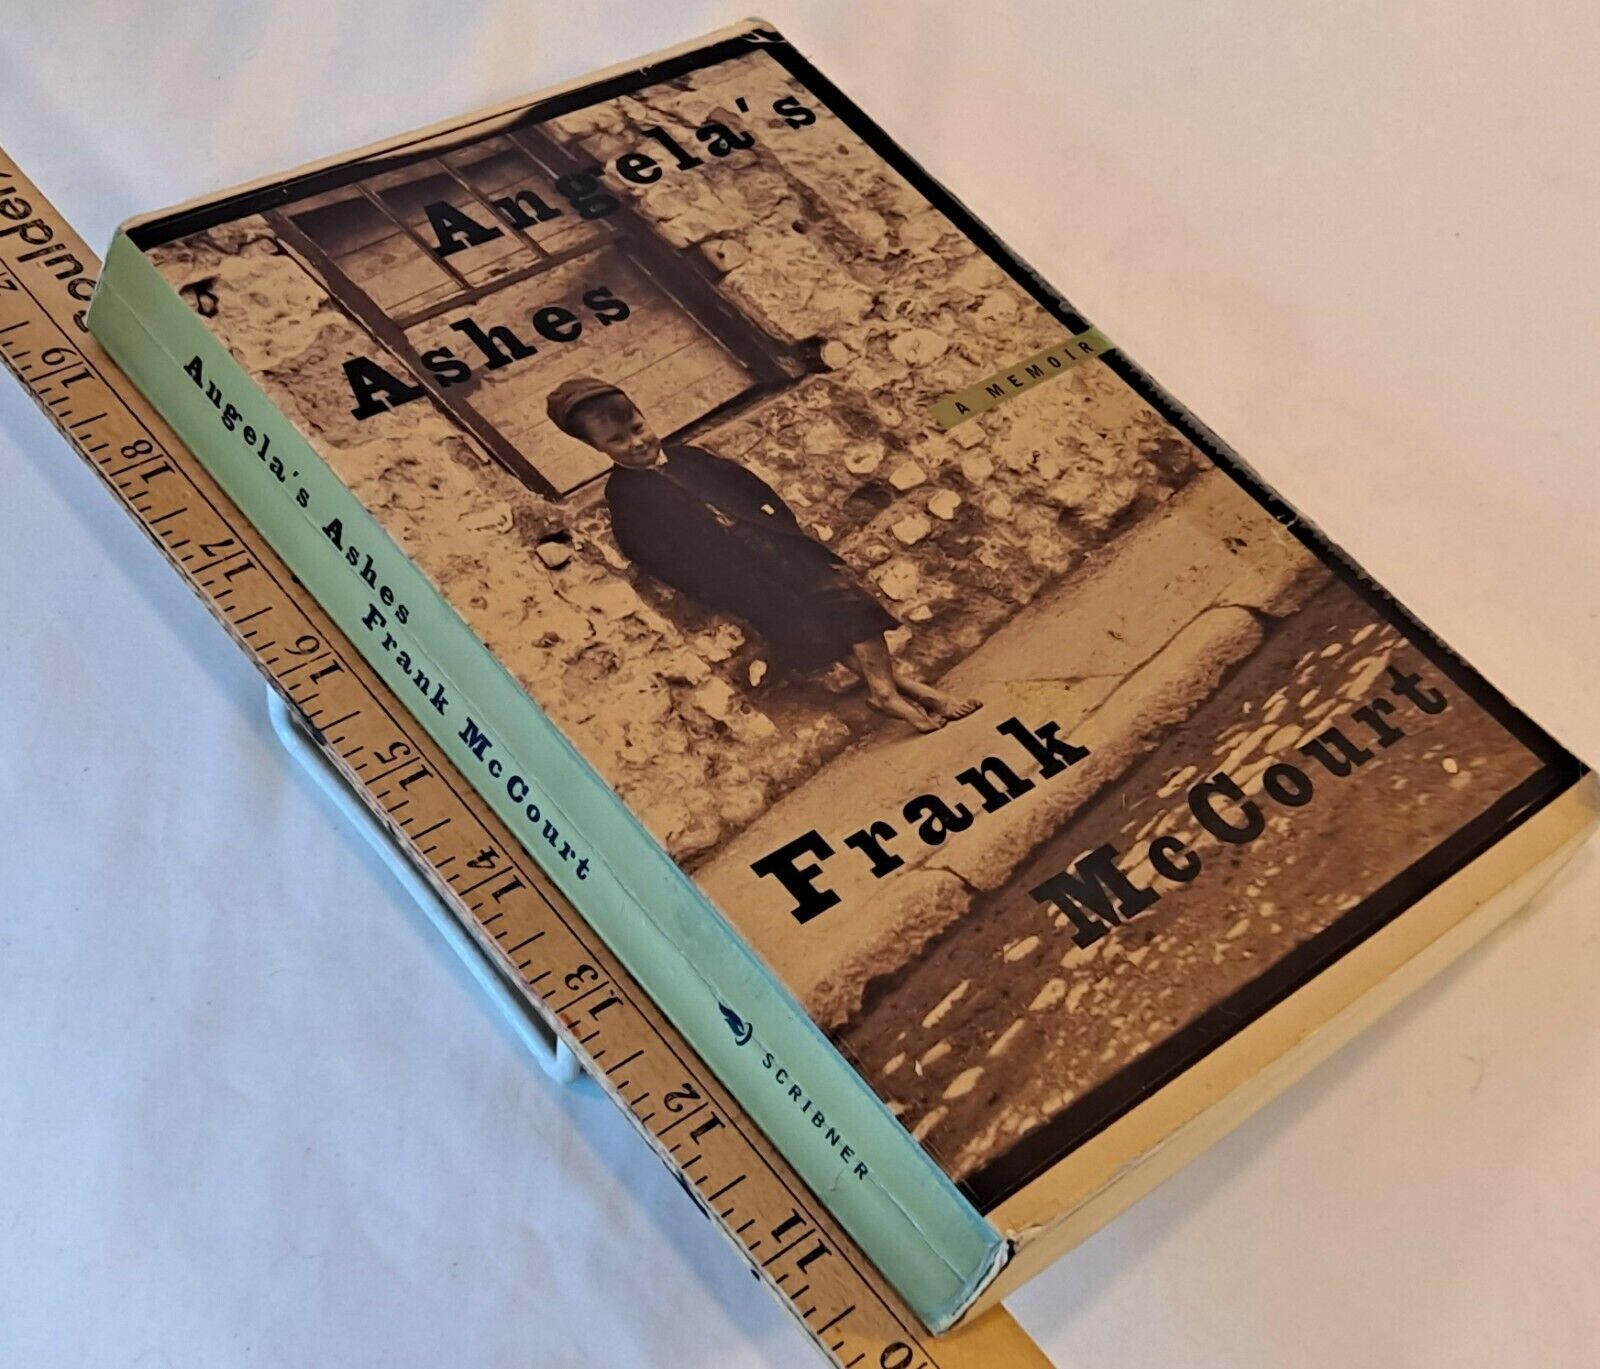 Angela's
Ashes
A MEMOIR
Frank
McCourt
Angela's Ashes
Frank McCourt
SCRIBNER
19
18
17
16
15
14
13
12
11
10